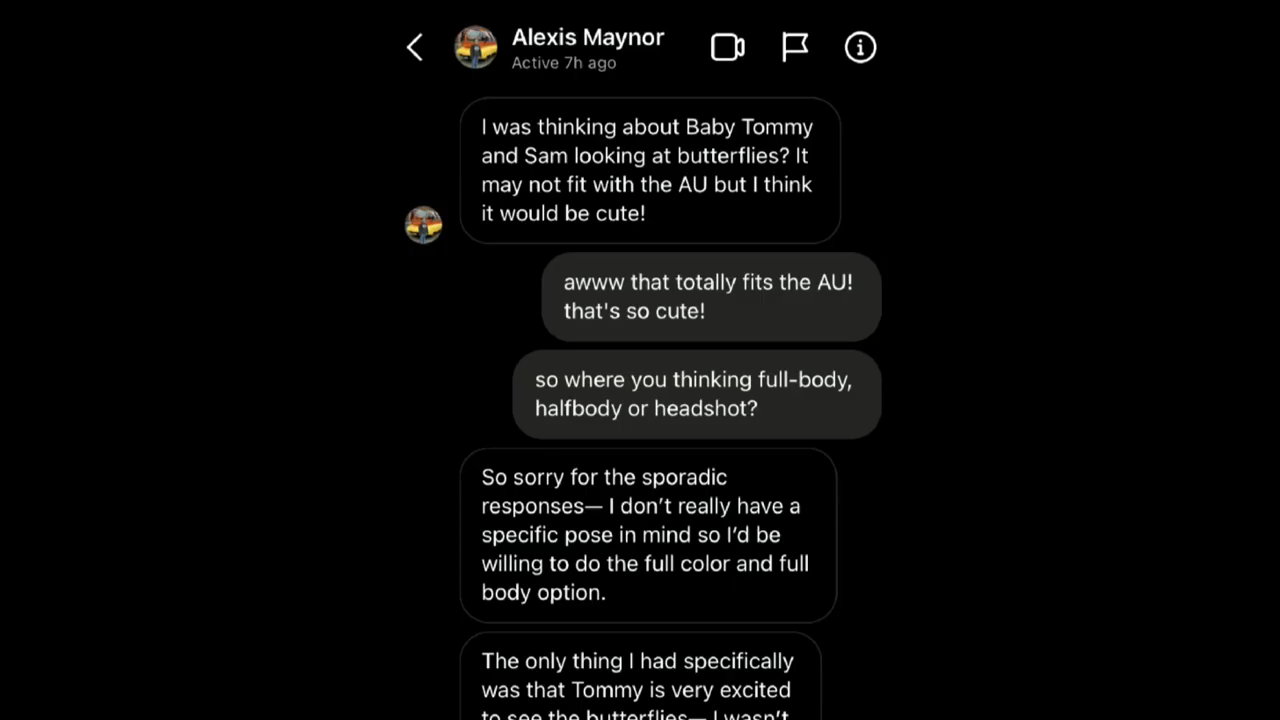 Alexis Maynor
Active 7h ago
I was thinking about Baby Tommy
and Sam looking at butterflies? It
may not fit with the AU but I think
it would be cute!
awww that totally fits the AU!
that's so cute!
so where you thinking full-body,
halfbody or headshot?
So sorry for the sporadic
responses— I don’t really have a
specific pose in mind so I’d be
willing to do the full color and full
body option.
The only thing I had specifically
was that Tommy is very excited
to see the butterflies— I wasn’t